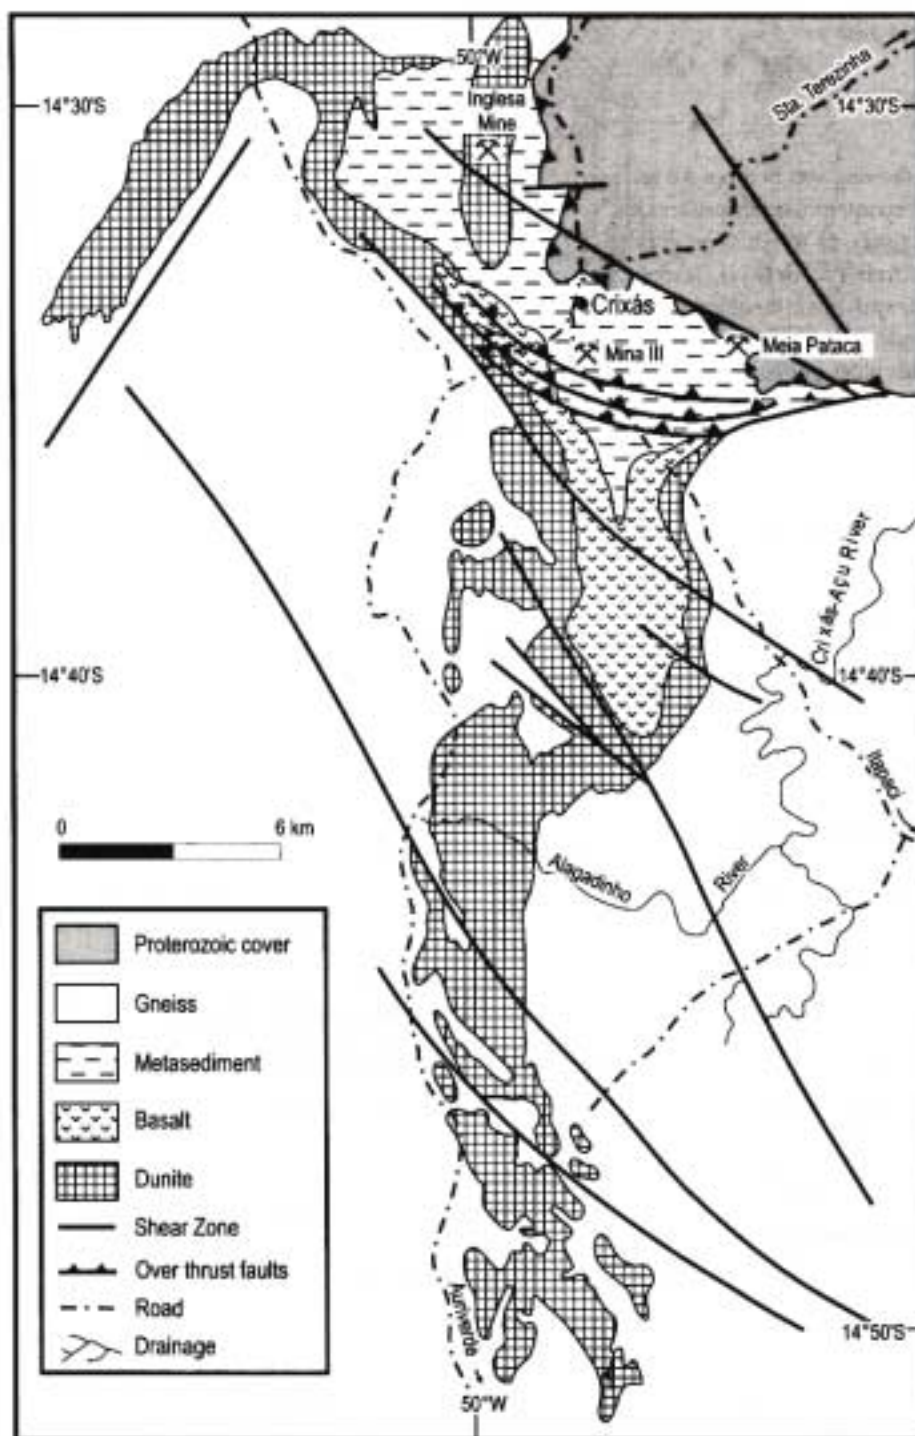 50°W
14°30'S
Inglesa
Mine
Sta. Terezinha
14°30'S
Crixás
Mina III
Meia Pataca
Crixás-Açu River
14°40'S
14°40'S
Itapaci
0 6 km
Alagadinho River
Proterozoic cover
Gneiss
Metasediment
Basalt
Dunite
Shear Zone
Over thrust faults
Road
Drainage
Auriverde
14°50'S
50°W